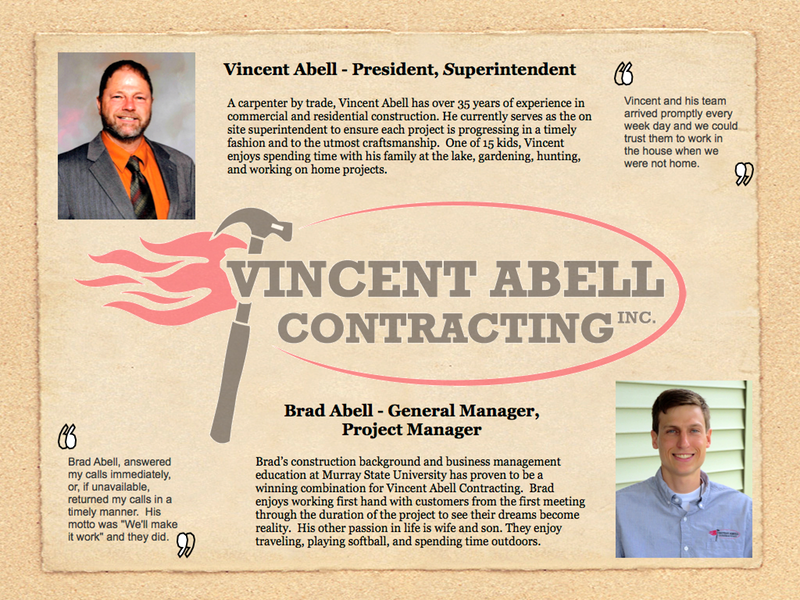 Vincent Abell - President, Superintendent
A carpenter by trade, Vincent Abell has over 35 years of experience in
commercial and residential construction. He currently serves as the on
site superintendent to ensure each project is progressing in a timely
fashion and to the utmost craftsmanship.  One of 15 kids, Vincent
enjoys spending time with his family at the lake, gardening, hunting,
and working on home projects.
“
Vincent and his team
arrived promptly every
week day and we could
trust them to work in
the house when we
were not home.
”
VINCENT ABELL
CONTRACTING INC.
Brad Abell - General Manager,
Project Manager
Brad's construction background and business management
education at Murray State University has proven to be a
winning combination for Vincent Abell Contracting.  Brad
enjoys working first hand with customers from the first meeting
through the duration of the project to see their dreams become
reality.  His other passion in life is wife and son. They enjoy
traveling, playing softball, and spending time outdoors.
“
Brad Abell, answered
my calls immediately,
or, if unavailable,
returned my calls in a
timely manner.  His
motto was "We'll make
it work" and they did.
”